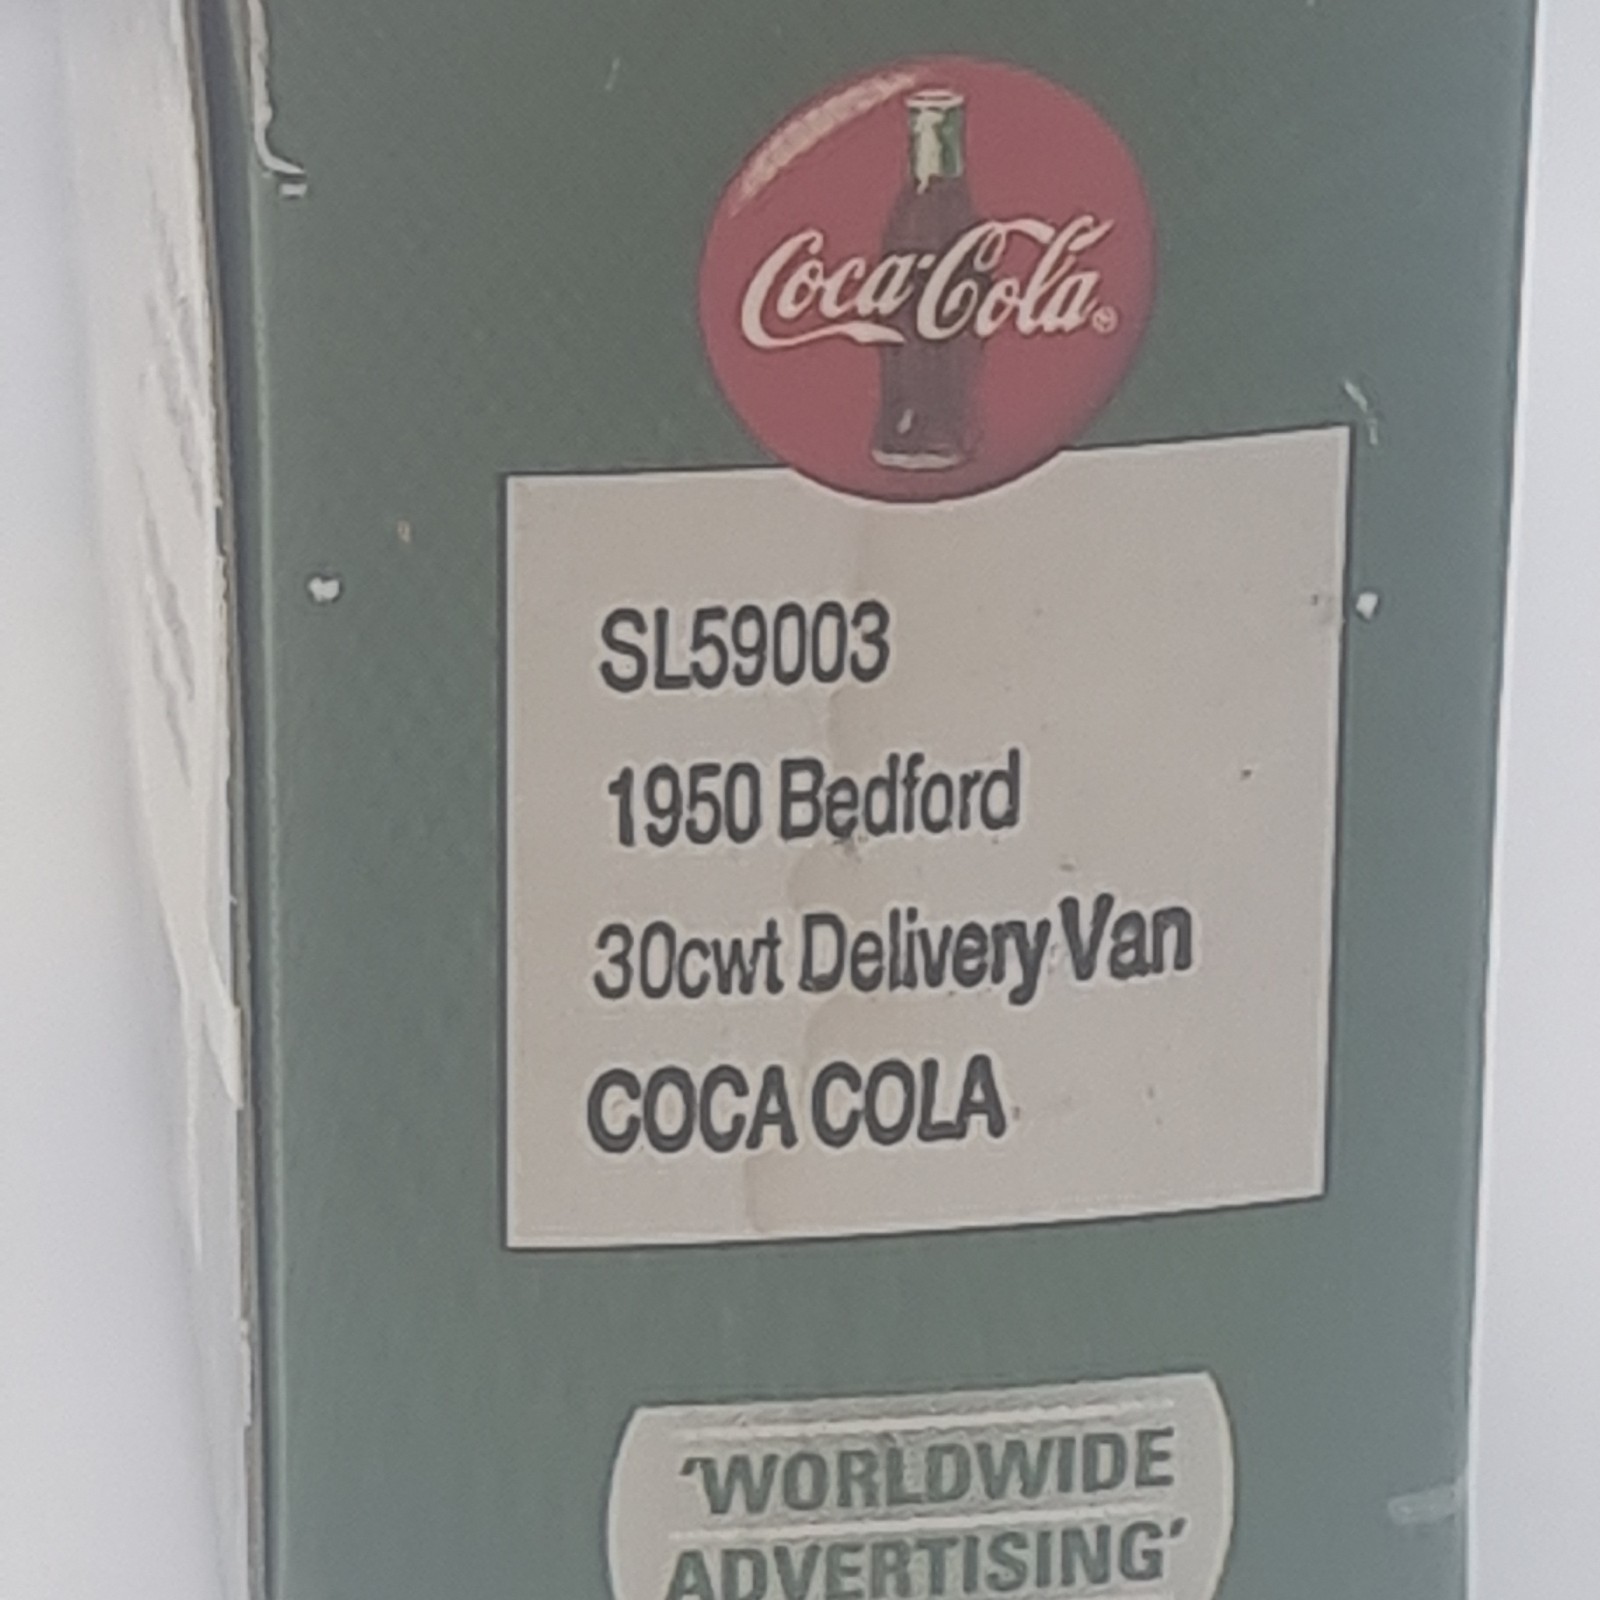 Coca-Cola®
SL59003
1950 Bedford
30cwt Delivery Van
COCA COLA
'WORLDWIDE
ADVERTISING'